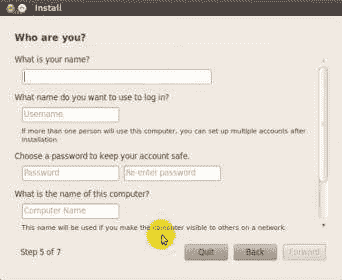 Install
Who are you?
What is your name?
What name do you want to use to log in?
Username
If more than one person will use this computer, you can set up multiple accounts after
installation
Choose a password to keep your account safe.
Password Re-enter password
What is the name of this computer?
Computer Name
This name will be used if you make the computer visible to others on a network.
Step 5 of 7 Quit Back Forward